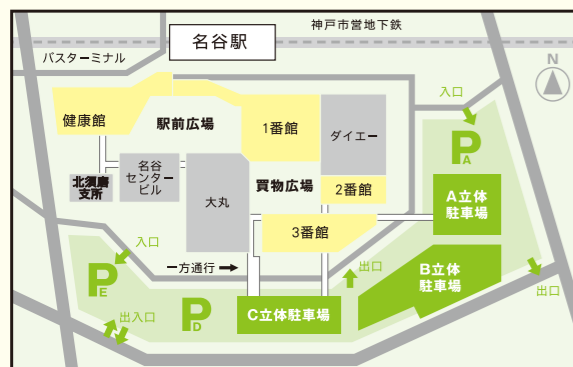 神戸市営地下鉄
名谷駅
バスターミナル
N
入口
健康館
駅前広場
1番館
ダイエー
PA
北須磨
支所
名谷
センター
ビル
大丸
買物広場
2番館
A立体
駐車場
3番館
入口
一方通行→
出口
B立体
駐車場
出口
PE
出入口
PD
C立体駐車場